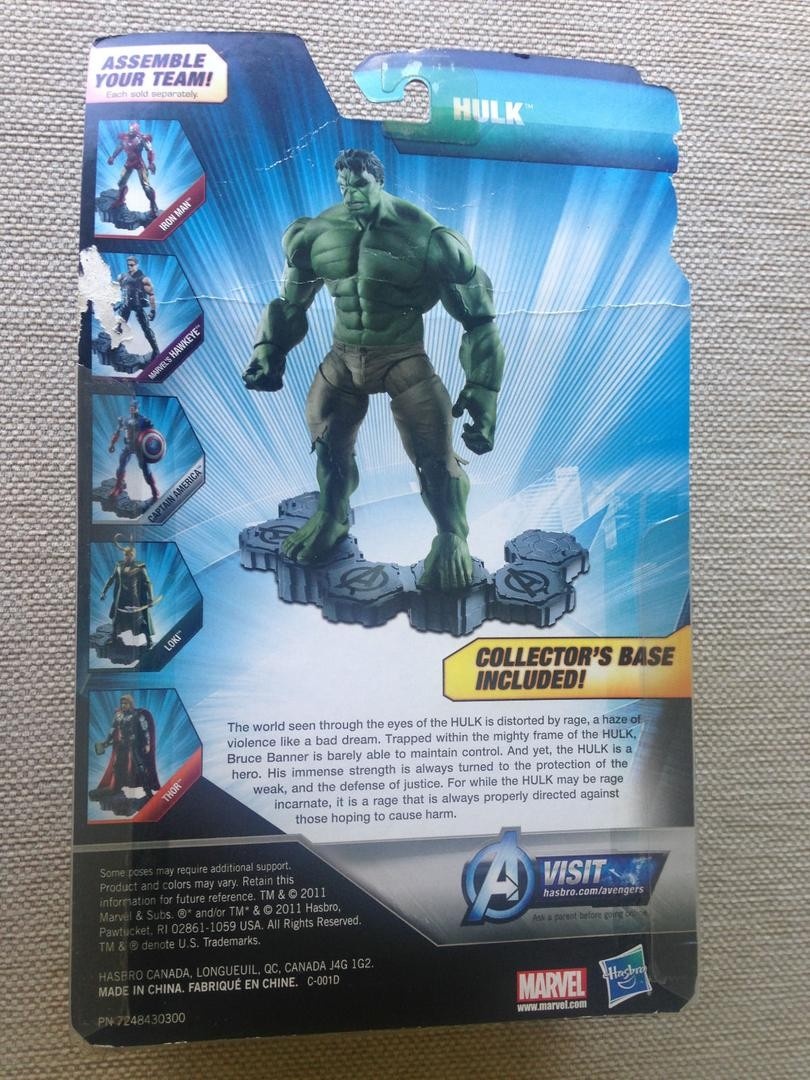 ASSEMBLE
YOUR TEAM!
Each sold separately.
HULK™
IRON MAN™
MARVEL'S HAWKEYE™
CAPTAIN AMERICA™
LOKI™
THOR™
COLLECTOR'S BASE
INCLUDED!
The world seen through the eyes of the HULK is distorted by rage, a haze of
violence like a bad dream. Trapped within the mighty frame of the HULK,
Bruce Banner is barely able to maintain control. And yet, the HULK is a
hero. His immense strength is always turned to the protection of the
weak, and the defense of justice. For while the HULK may be rage
incarnate, it is a rage that is always properly directed against
those hoping to cause harm.
A
VISIT
hasbro.com/avengers
Ask a parent before going online
Some poses may require additional support.
Product and colors may vary. Retain this
information for future reference. TM & © 2011
Marvel & Subs. ®* and/or TM* & © 2011 Hasbro,
Pawtucket, RI 02861-1059 USA. All Rights Reserved.
TM & ® denote U.S. Trademarks.
HASBRO CANADA, LONGUEUIL, QC, CANADA J4G 1G2.
MADE IN CHINA. FABRIQUÉ EN CHINE. C-001D
PN 7248430300
MARVEL
www.marvel.com
Hasbro